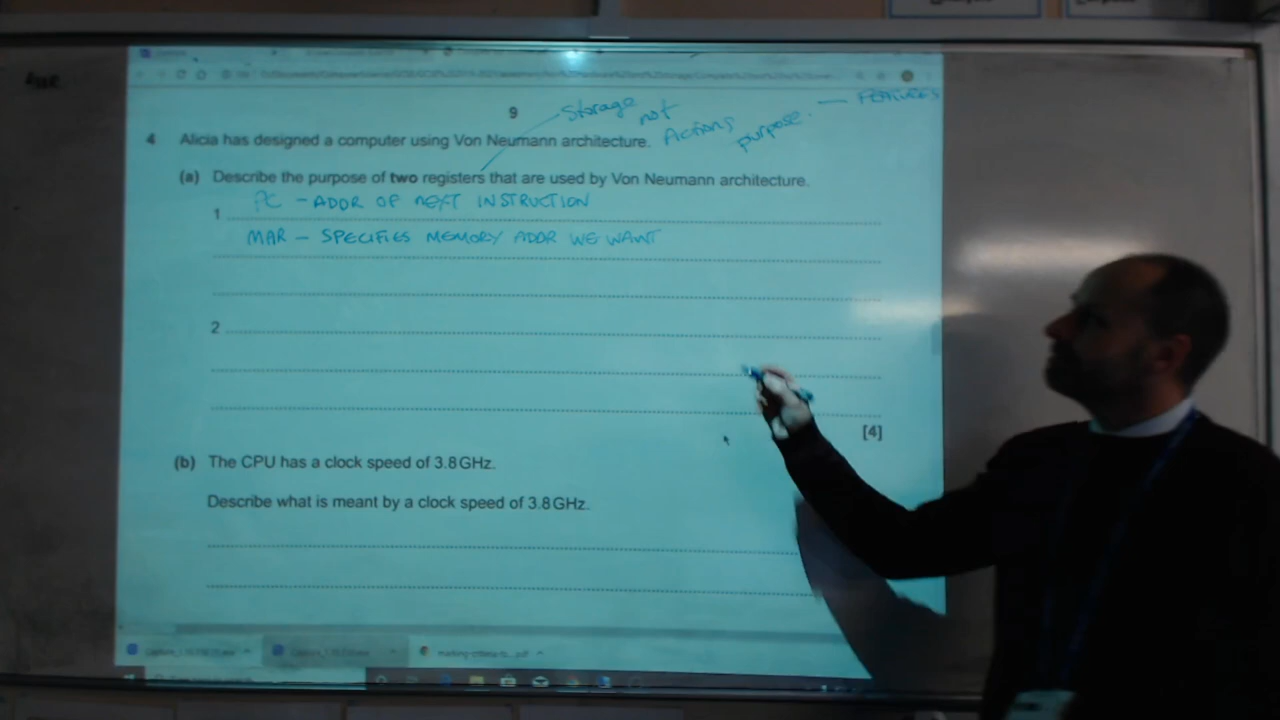 9
Storage not
Actions
purpose. — FEATURES
4 Alicia has designed a computer using Von Neumann architecture.
(a) Describe the purpose of two registers that are used by Von Neumann architecture.
PC - ADDR OF NEXT INSTRUCTION
1
MAR - SPECIFIES MEMORY ADDR WE WANT
2
[4]
(b) The CPU has a clock speed of 3.8 GHz.
Describe what is meant by a clock speed of 3.8 GHz.